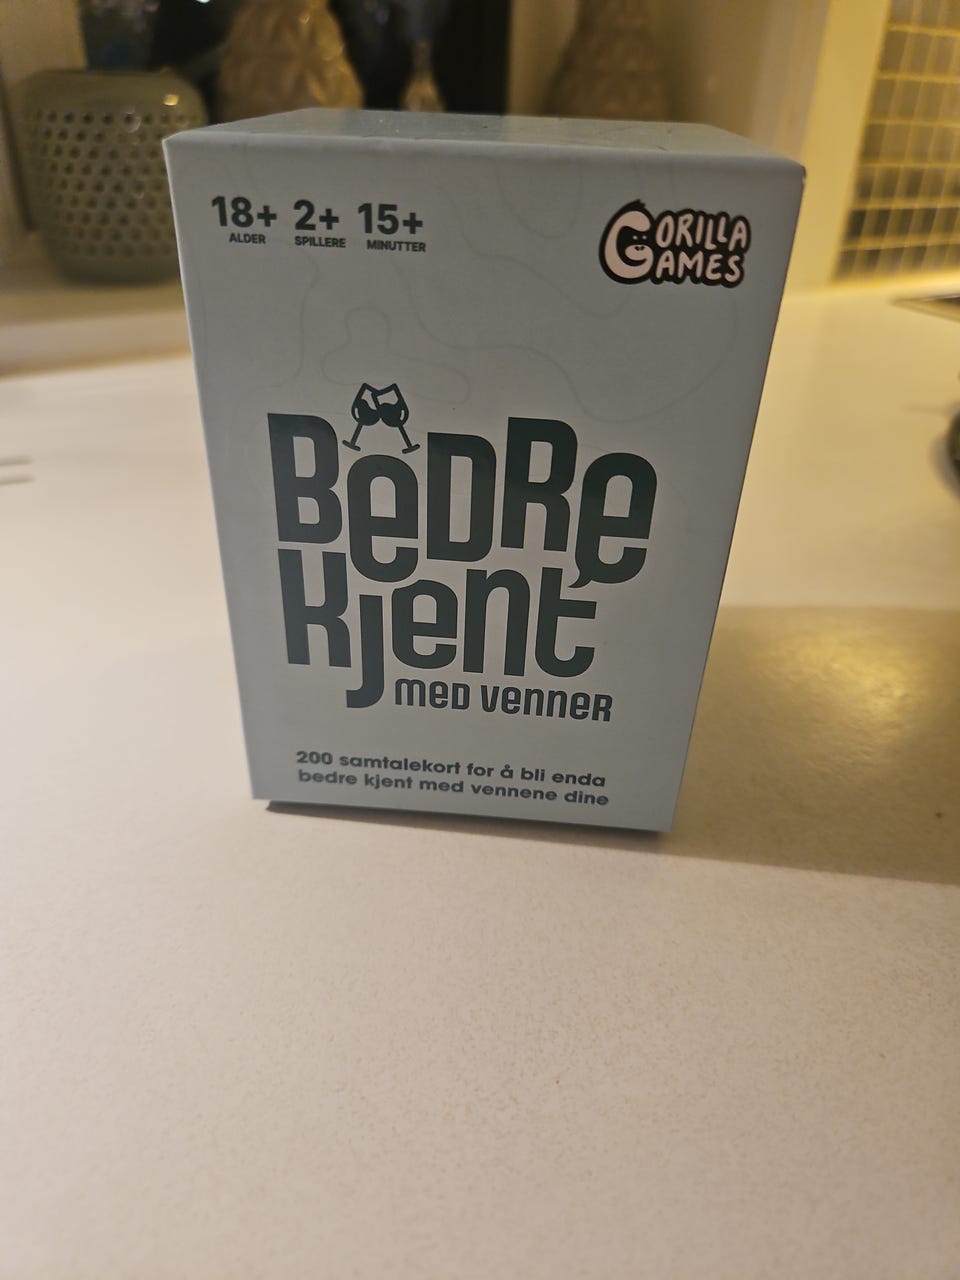 18+ 2+ 15+
ALDER SPILLERE MINUTTER
GORILLA
GAMES
BEDRE
Kjent
MED VENNER
200 samtalekort for å bli enda
bedre kjent med vennene dine